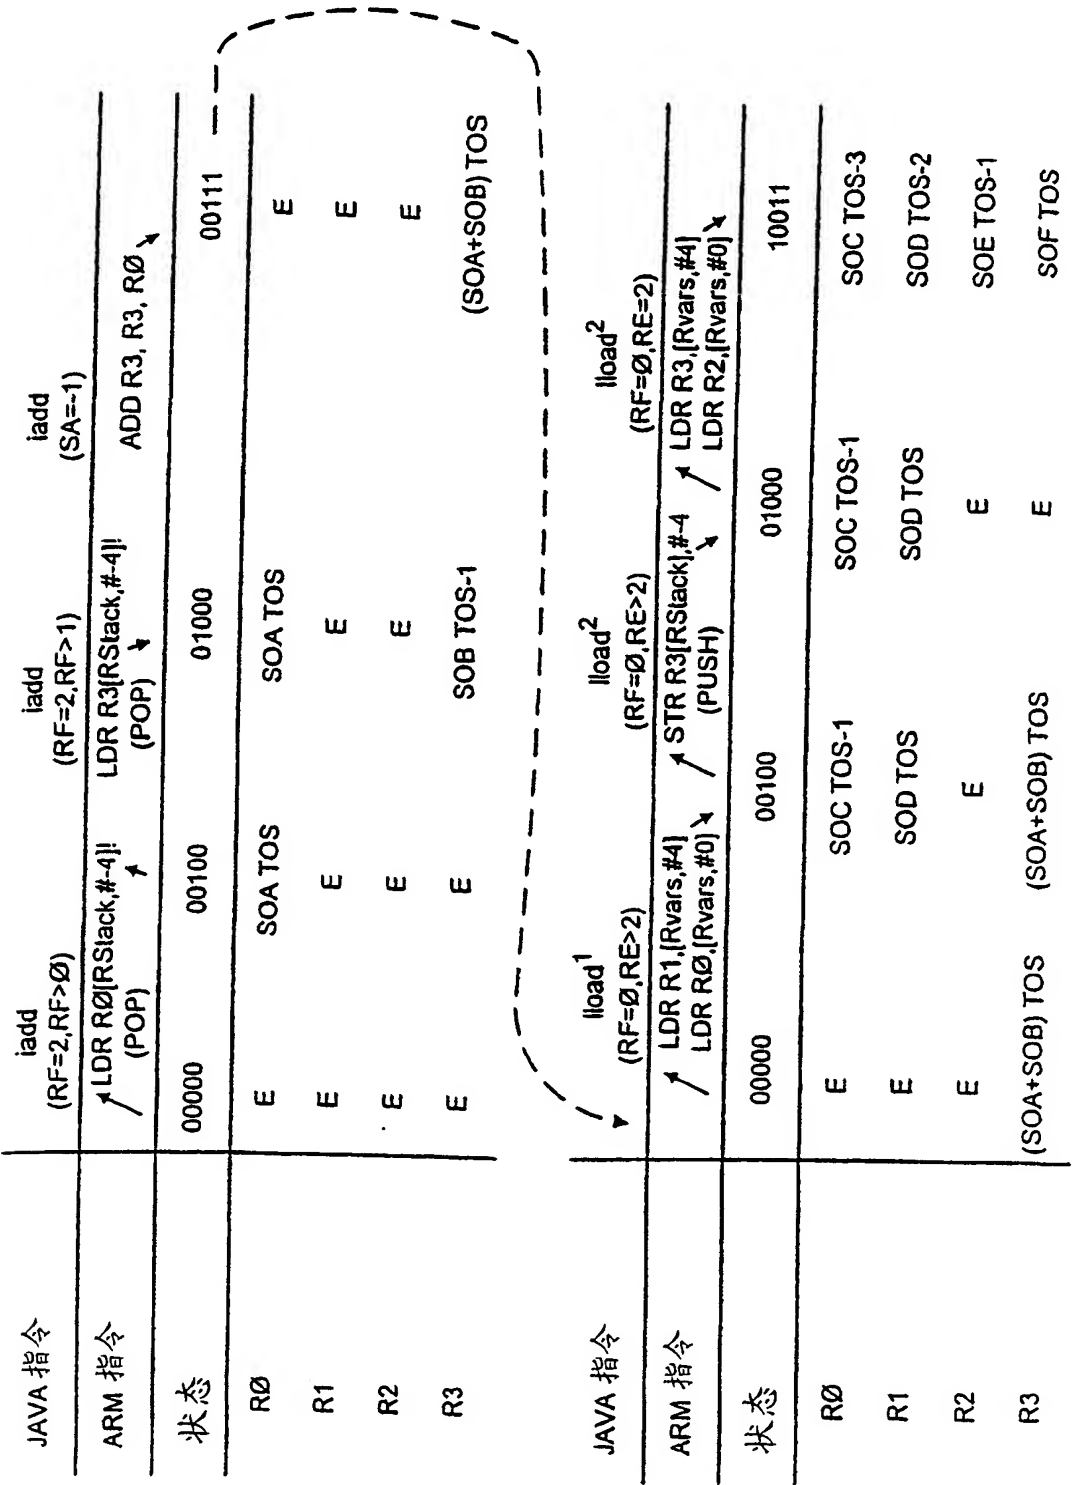 JAVA 指令
iadd
(RF=2,RF>Ø)
iadd
(RF=2,RF>1)
iadd
(SA=-1)
ARM 指令
LDR RØ[RStack,#-4]!
(POP)
LDR R3[RStack,#-4]!
(POP)
ADD R3, R3, RØ
状态 00000 00100 01000 00111
RØ E SOA TOS SOA TOS E
R1 E E E E
R2 E E E E
R3 E E SOB TOS-1 (SOA+SOB) TOS
JAVA 指令
lload¹
(RF=Ø,RE>2)
lload²
(RF=Ø,RE>2)
lload²
(RF=Ø,RE=2)
ARM 指令
LDR R1,[Rvars,#4]
LDR RØ,[Rvars,#0]
STR R3[RStack],#-4
(PUSH)
LDR R3,[Rvars,#4]
LDR R2,[Rvars,#0]
状态 00000 00100 01000 10011
RØ E SOC TOS-1 SOC TOS-1 SOC TOS-3
R1 E SOD TOS SOD TOS SOD TOS-2
R2 E E E SOE TOS-1
R3 (SOA+SOB) TOS (SOA+SOB) TOS E SOF TOS